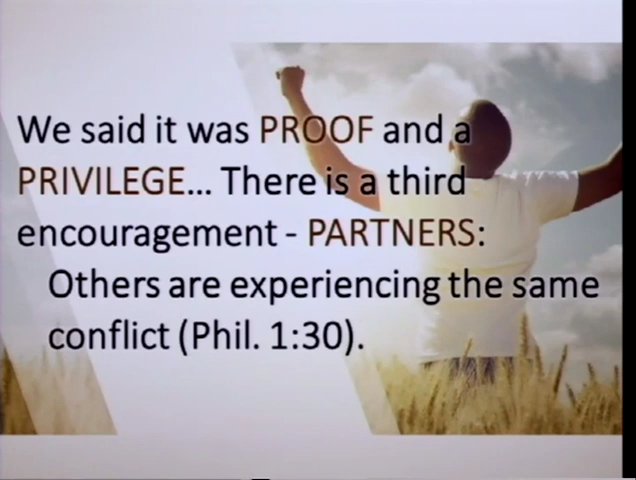 We said it was PROOF and a
PRIVILEGE... There is a third
encouragement - PARTNERS:
Others are experiencing the same
conflict (Phil. 1:30).